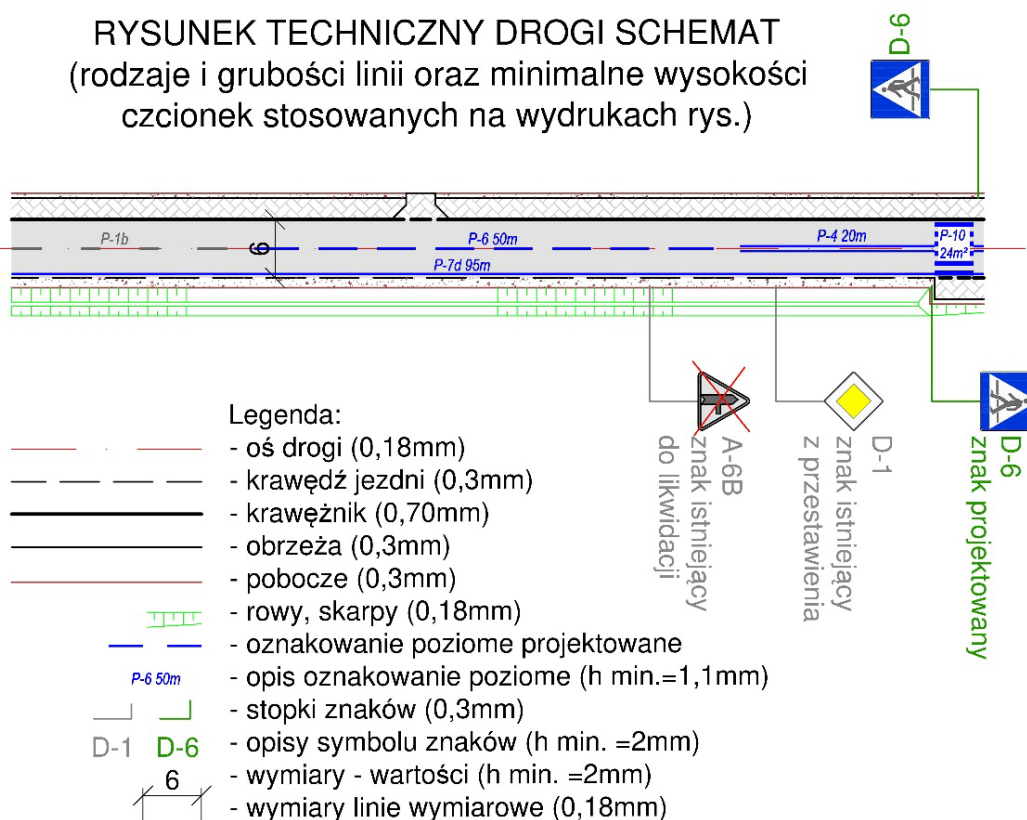 RYSUNEK TECHNICZNY DROGI SCHEMAT
(rodzaje i grubości linii oraz minimalne wysokości
czcionek stosowanych na wydrukach rys.)
D-6
P-1b
6
P-6 50m
P-4 20m
P-10
24m²
P-7d 95m
A-6B
znak istniejący
do likwidacji
D-1
znak istniejący
z przestawienia
D-6
znak projektowany
Legenda:
- oś drogi (0,18mm)
- krawędź jezdni (0,3mm)
- krawężnik (0,70mm)
- obrzeża (0,3mm)
- pobocze (0,3mm)
- rowy, skarpy (0,18mm)
- oznakowanie poziome projektowane
P-6 50m - opis oznakowanie poziome (h min.=1,1mm)
- stopki znaków (0,3mm)
D-1 D-6 - opisy symbolu znaków (h min. =2mm)
6 - wymiary - wartości (h min. =2mm)
- wymiary linie wymiarowe (0,18mm)